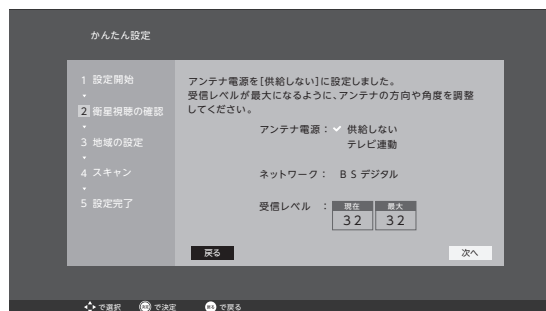 かんたん設定
1 設定開始
2 衛星視聴の確認
3 地域の設定
4 スキャン
5 設定完了
アンテナ電源を[供給しない]に設定しました。
受信レベルが最大になるように、アンテナの方向や角度を調整
してください。
アンテナ電源： ✓ 供給しない
テレビ連動
ネットワーク： BSデジタル
受信レベル ： 現在 最大
32 32
戻る 次へ
で選択 で決定 で戻る